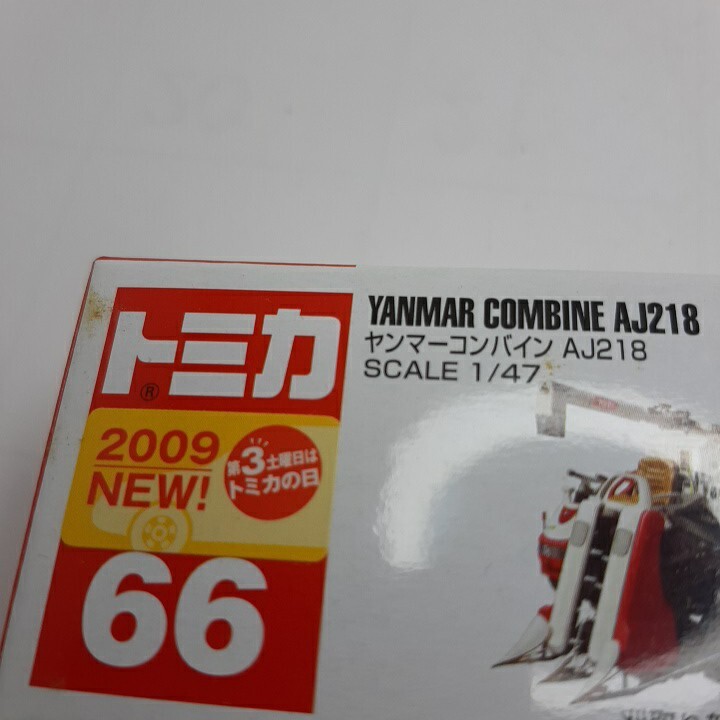 トミカ
®
2009
NEW!
第3土曜日は
トミカの日
66
YANMAR COMBINE AJ218
ヤンマーコンバイン AJ218
SCALE 1/47